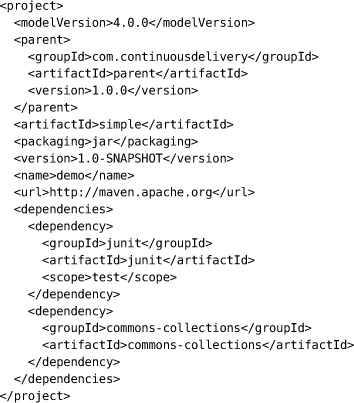 <project>
  <modelVersion>4.0.0</modelVersion>
  <parent>
    <groupId>com.continuousdelivery</groupId>
    <artifactId>parent</artifactId>
    <version>1.0.0</version>
  </parent>
  <artifactId>simple</artifactId>
  <packaging>jar</packaging>
  <version>1.0-SNAPSHOT</version>
  <name>demo</name>
  <url>http://maven.apache.org</url>
  <dependencies>
    <dependency>
      <groupId>junit</groupId>
      <artifactId>junit</artifactId>
      <scope>test</scope>
    </dependency>
    <dependency>
      <groupId>commons-collections</groupId>
      <artifactId>commons-collections</artifactId>
    </dependency>
  </dependencies>
</project>